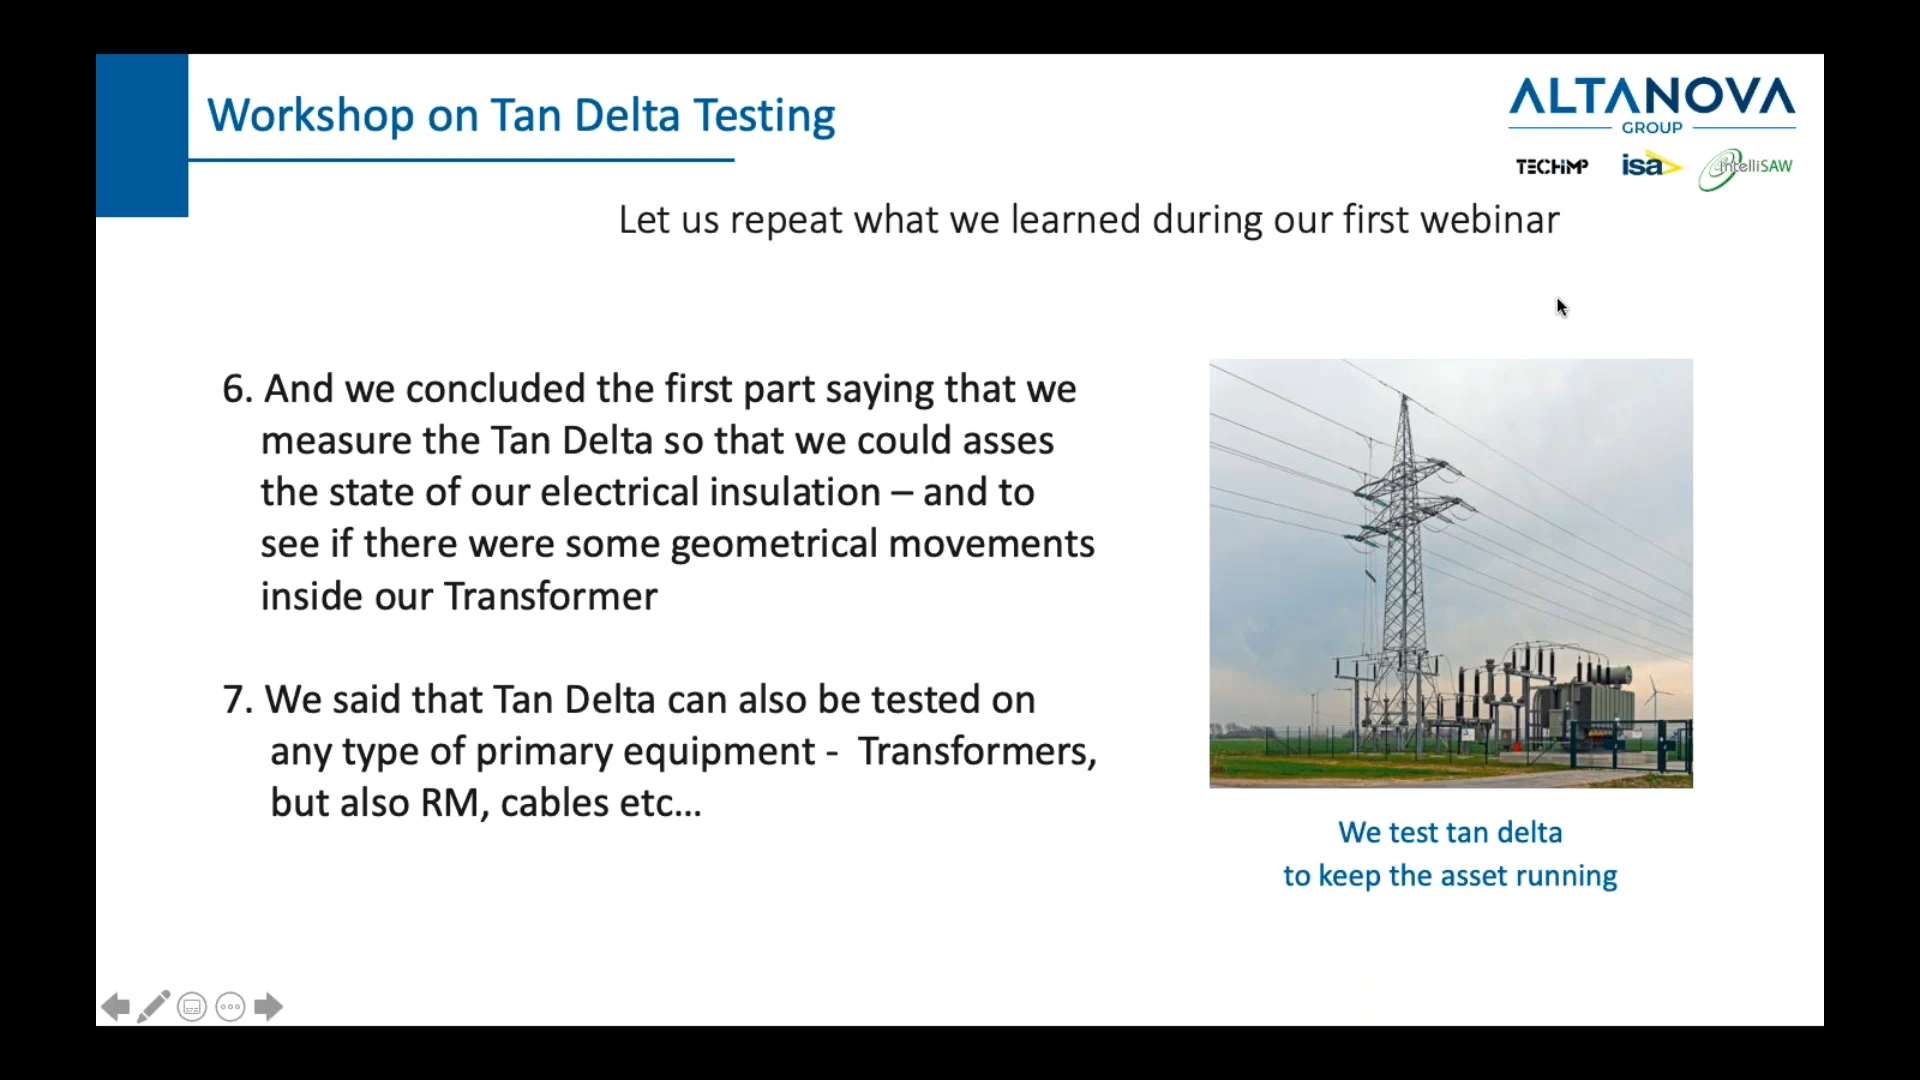 Workshop on Tan Delta Testing
ALTANOVA
GROUP
TECHIMP
isa
IntelliSAW
Let us repeat what we learned during our first webinar
6. And we concluded the first part saying that we
measure the Tan Delta so that we could asses
the state of our electrical insulation – and to
see if there were some geometrical movements
inside our Transformer
7. We said that Tan Delta can also be tested on
any type of primary equipment - Transformers,
but also RM, cables etc...
We test tan delta
to keep the asset running